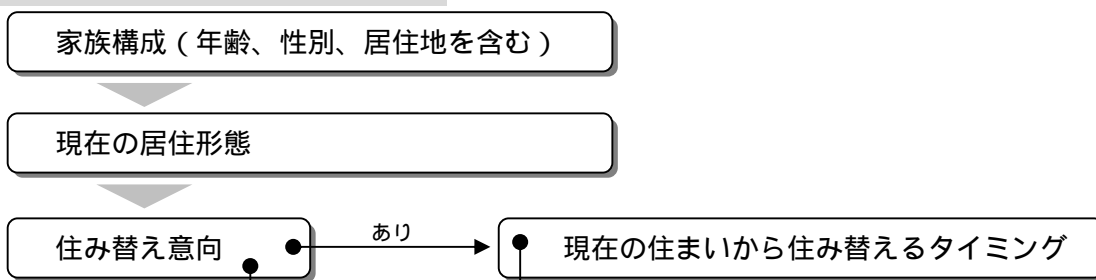 家族構成（年齢、性別、居住地を含む）
現在の居住形態
住み替え意向
あり
現在の住まいから住み替えるタイミング